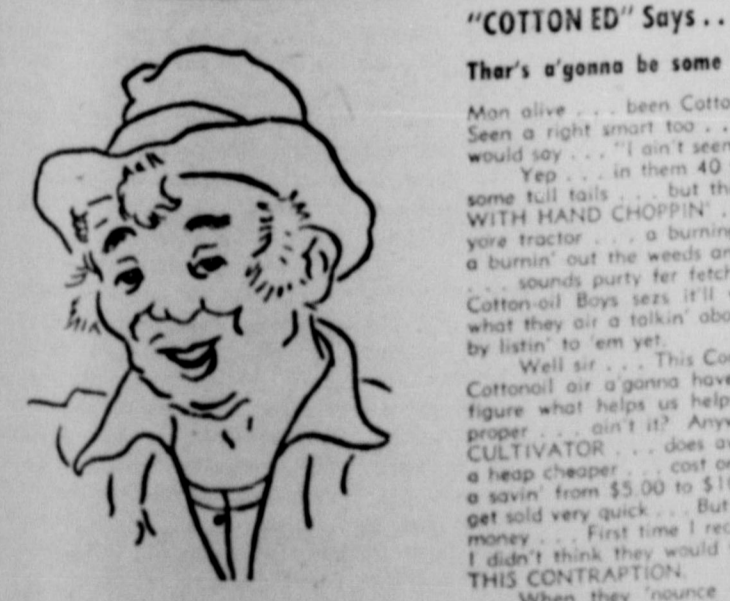 "COTTON ED" Says . .
Thar's a'gonna be some
Man alive . . . been Cotto
Seen a right smart too . .
would say . . . "I ain't seen
Yep . . . in them 40
some tull tails . . . but th
WITH HAND CHOPPIN' .
yore tractor . . . a burnin
a burnin' out the weeds an
. . . sounds purty fer fetch
Cotton-oil Boys sezs it'll
what they air a talkin' abo
by listin' to 'em yet.
Well sir . . . This Co
Cottonoil air a'gonna have
figure what helps us help
proper . . . ain't it? Anyw
CULTIVATOR . . . does a
a heap cheaper . . . cost o
a savin' from $5.00 to $1
get sold very quick . . . But
money . . . First time I rec
I didn't think they would
THIS CONTRAPTION.
When they 'nounce